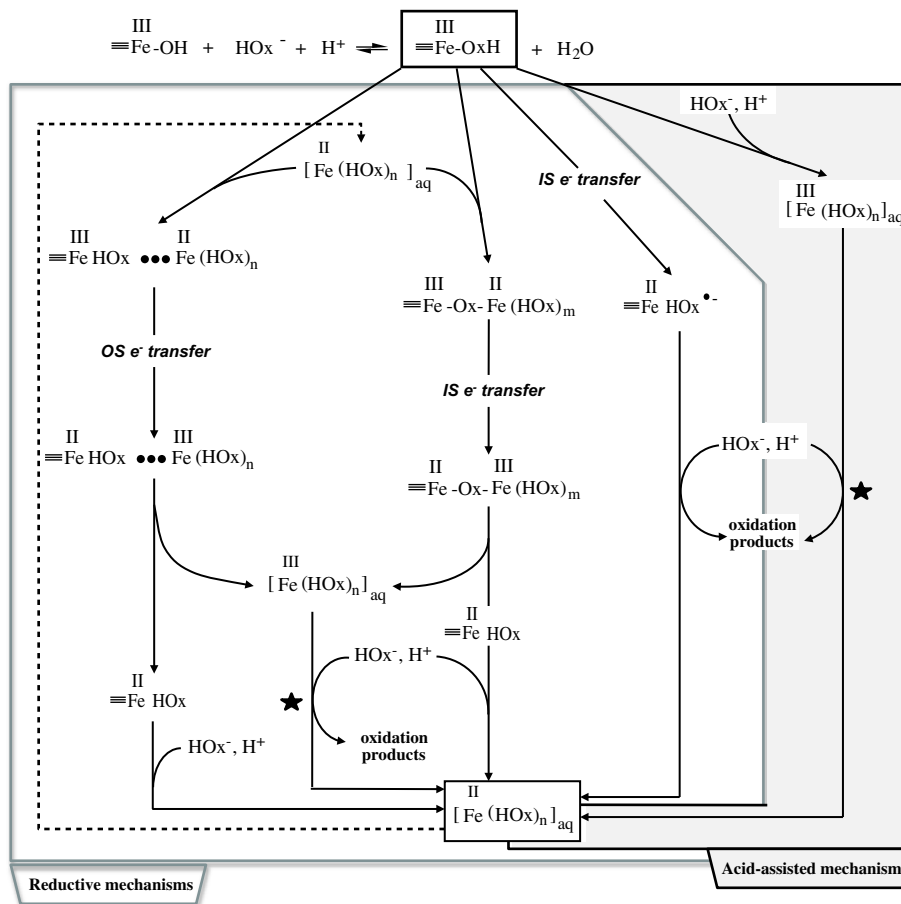 III III
≡Fe-OH + HOx⁻ + H⁺ ⇌ ≡Fe-OxH + H₂O
HOx⁻, H⁺
II
[Fe(HOx)ₙ]aq
IS e⁻ transfer
III
[Fe(HOx)ₙ]aq
III II
≡Fe HOx ●●● Fe(HOx)ₙ
III II
≡Fe-Ox-Fe(HOx)ₘ
II
≡Fe HOx•-
OS e⁻ transfer
IS e⁻ transfer
II III
≡Fe HOx ●●● Fe(HOx)ₙ
II III
≡Fe-Ox-Fe(HOx)ₘ
HOx⁻, H⁺
oxidation
products
III
[Fe(HOx)ₙ]aq
II
≡Fe HOx
HOx⁻, H⁺
II
≡Fe HOx
oxidation
products
HOx⁻, H⁺
II
[Fe(HOx)ₙ]aq
Reductive mechanisms
Acid-assisted mechanism